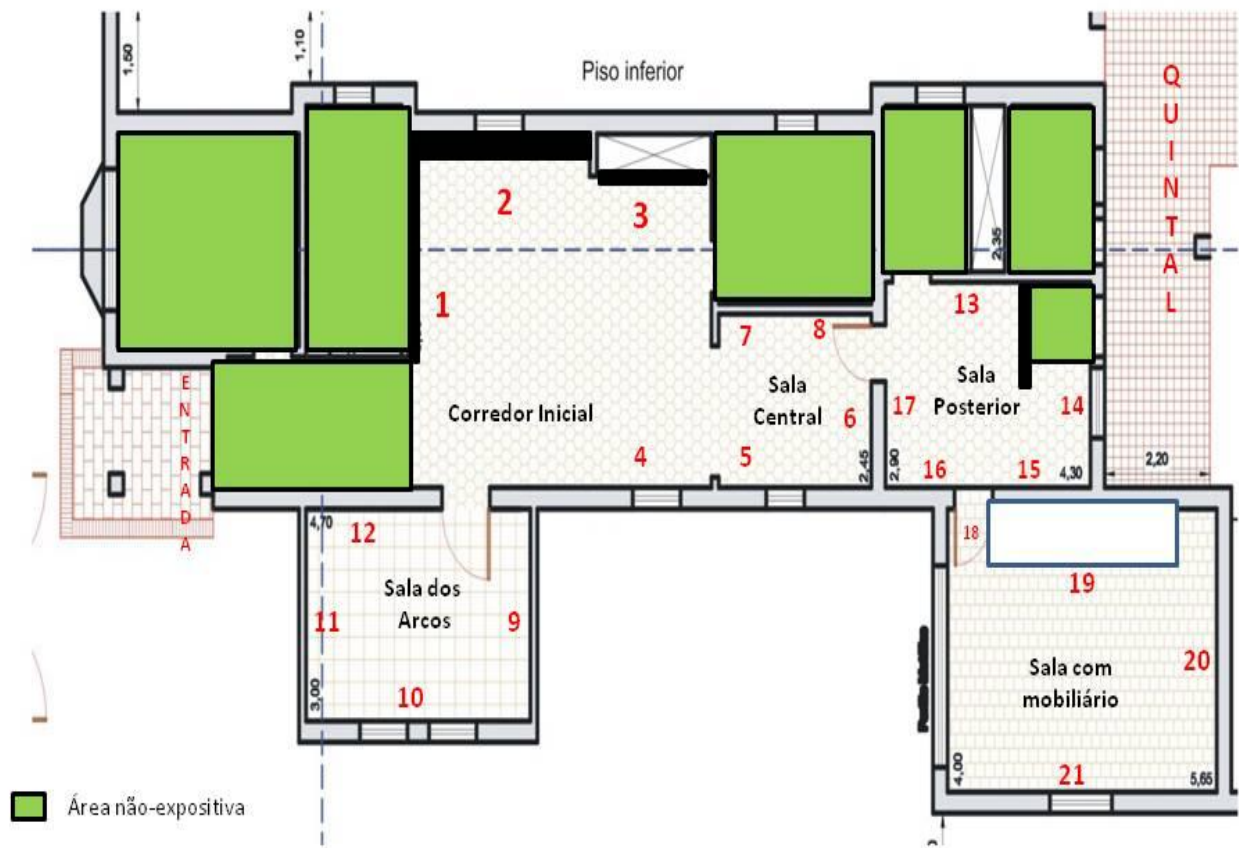 1,50
1,10
Piso inferior
QUINTAL
2
3
2,35
1
7
8
13
ENTRADA
Corredor Inicial
Sala
Central
Sala
Posterior
4
5
6
17
14
2,45
2,90
16
15
4,30
2,20
4,70
12
18
Sala dos
Arcos
11
9
19
3,00
10
Sala com
mobiliário
20
4,00
21
5,65
Área não-expositiva